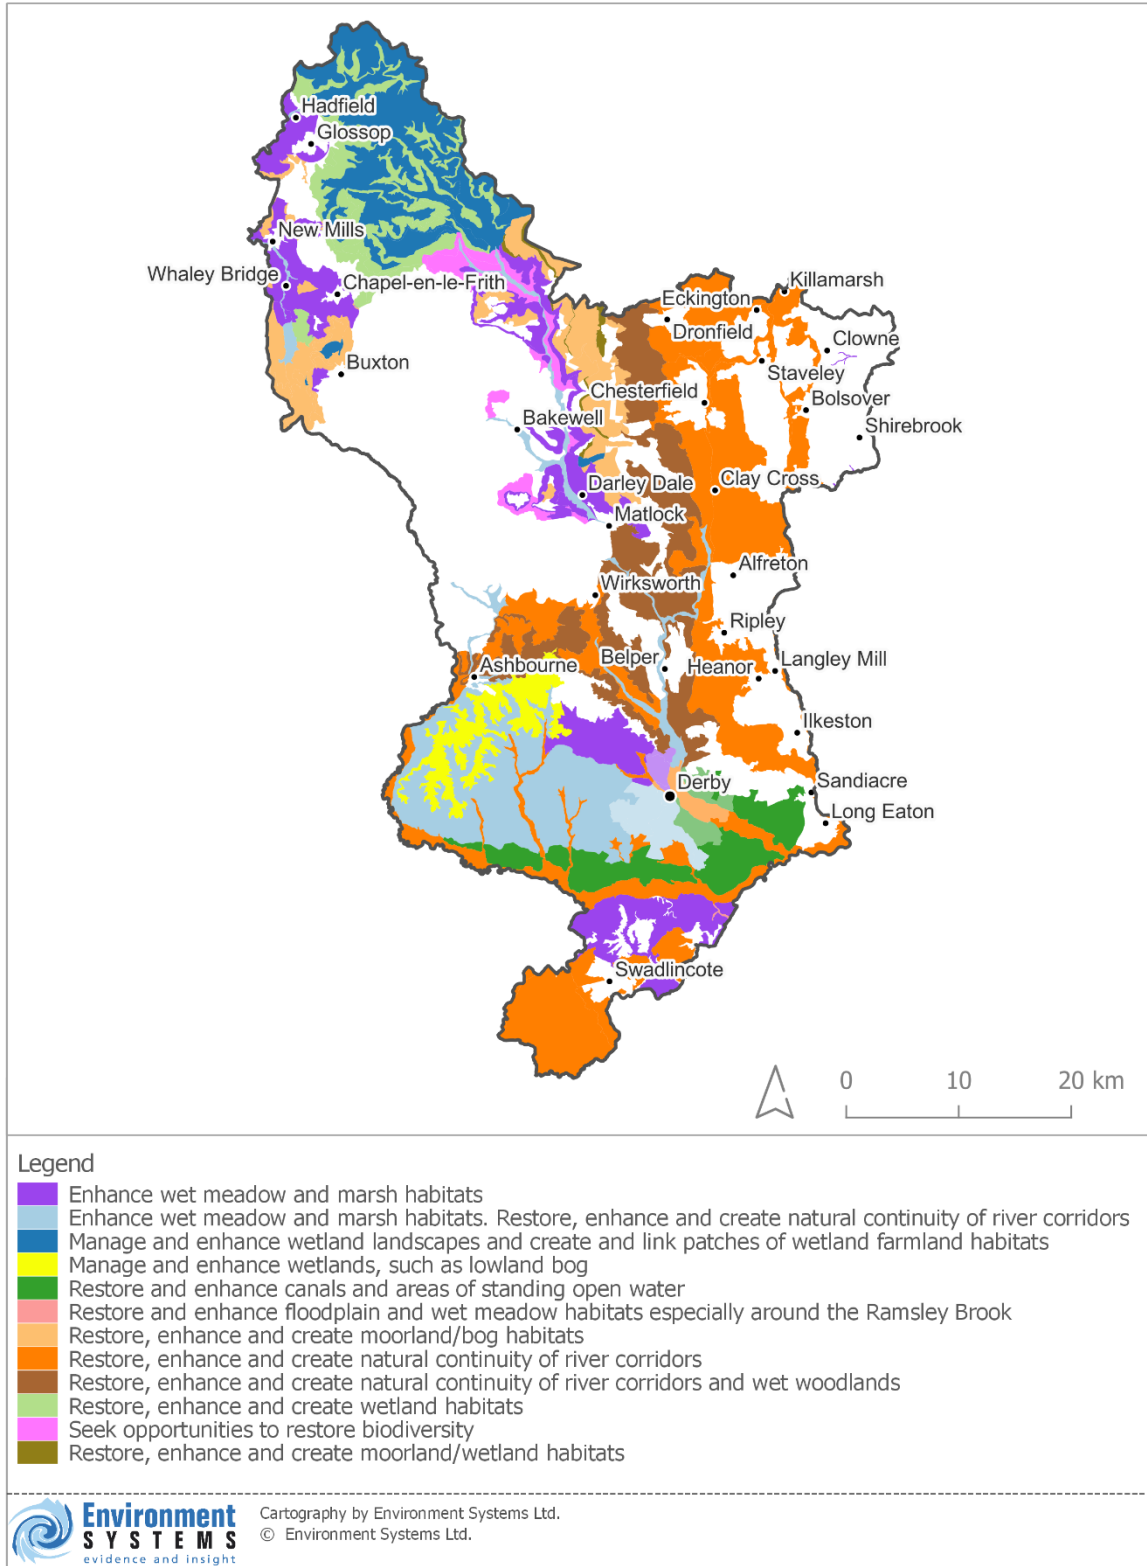 Hadfield
Glossop
New Mills
Whaley Bridge
Chapel-en-le-Frith
Killamarsh
Eckington
Dronfield
Clowne
Staveley
Buxton
Chesterfield
Bolsover
Bakewell
Shirebrook
Darley Dale
Clay Cross
Matlock
Alfreton
Wirksworth
Ripley
Belper
Langley Mill
Ashbourne
Heanor
Ilkeston
Derby
Sandiacre
Long Eaton
Swadlincote
0 10 20 km
Legend
Enhance wet meadow and marsh habitats
Enhance wet meadow and marsh habitats. Restore, enhance and create natural continuity of river corridors
Manage and enhance wetland landscapes and create and link patches of wetland farmland habitats
Manage and enhance wetlands, such as lowland bog
Restore and enhance canals and areas of standing open water
Restore and enhance floodplain and wet meadow habitats especially around the Ramsley Brook
Restore, enhance and create moorland/bog habitats
Restore, enhance and create natural continuity of river corridors
Restore, enhance and create natural continuity of river corridors and wet woodlands
Restore, enhance and create wetland habitats
Seek opportunities to restore biodiversity
Restore, enhance and create moorland/wetland habitats
Environment
SYSTEMS
evidence and insight
Cartography by Environment Systems Ltd.
© Environment Systems Ltd.